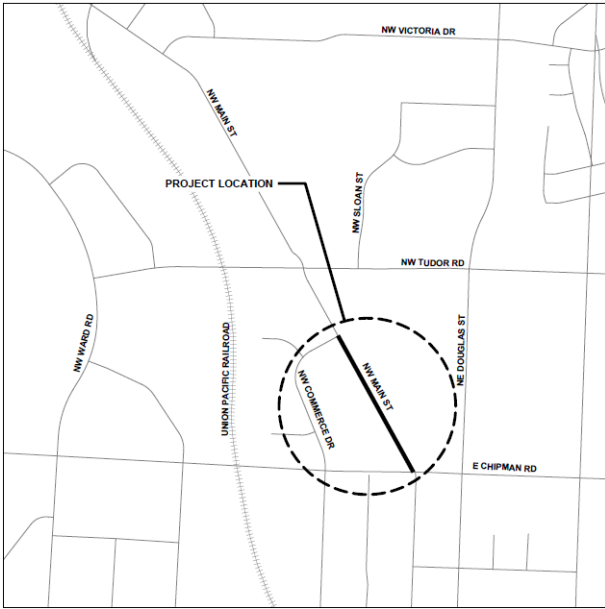 NW VICTORIA DR
NW MAIN ST
PROJECT LOCATION
NW SLOAN ST
NW TUDOR RD
NW WARD RD
UNION PACIFIC RAILROAD
NE DOUGLAS ST
NW MAIN ST
NW COMMERCE DR
E CHIPMAN RD